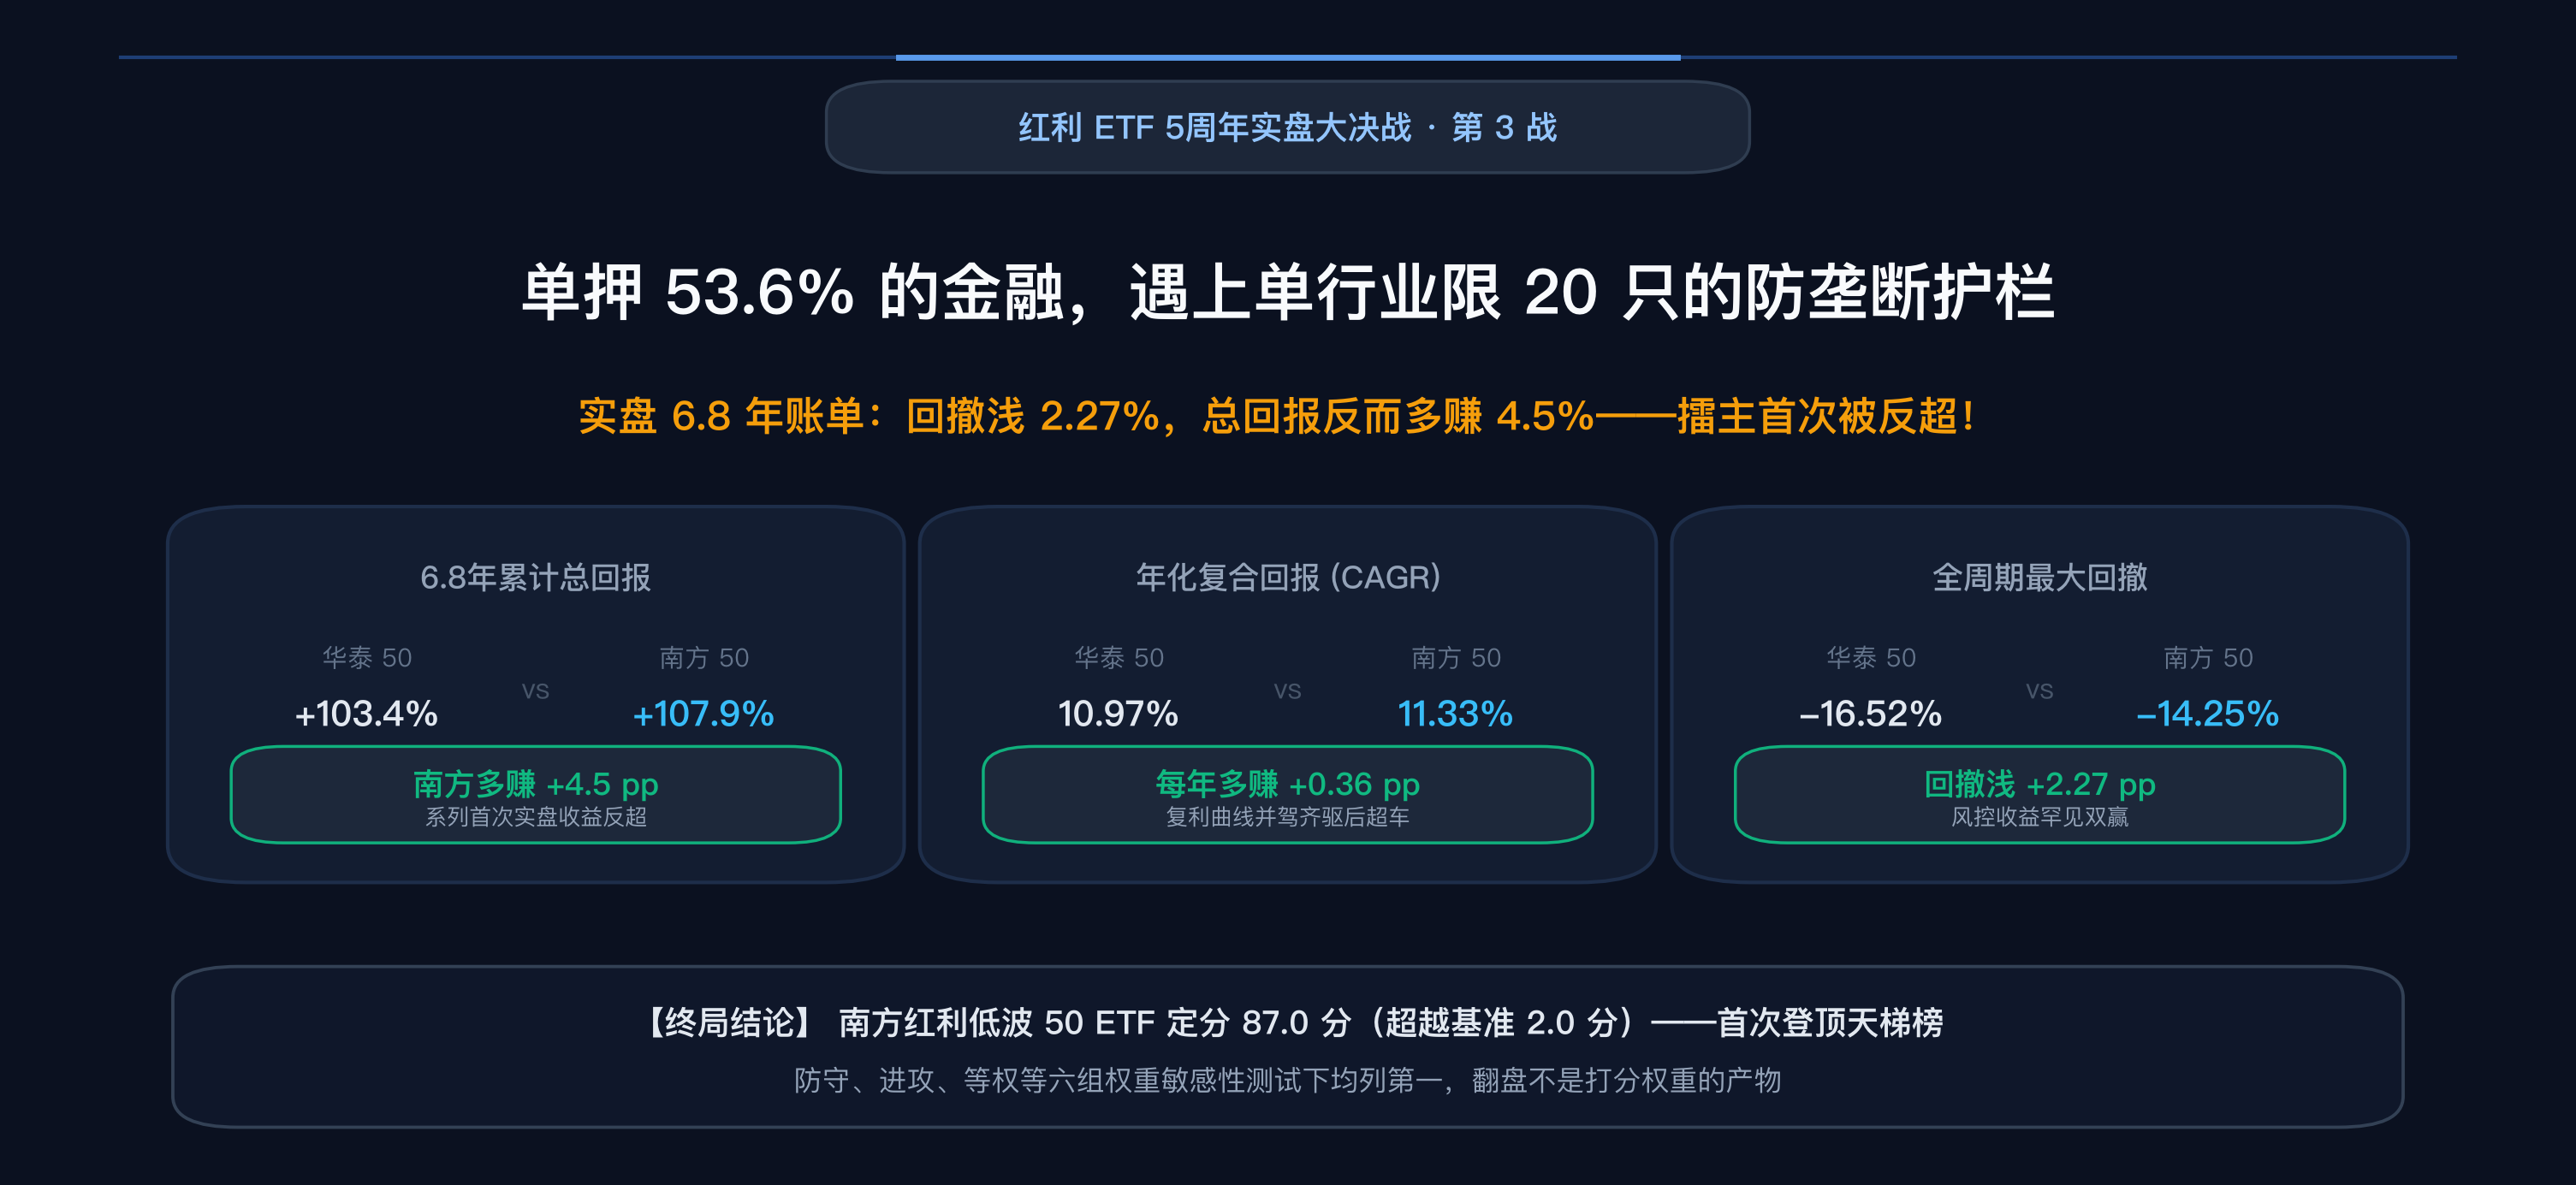 红利 ETF 5周年实盘大决战 · 第 3 战
单押 53.6% 的金融，遇上单行业限 20 只的防垄断护栏
实盘 6.8 年账单：回撤浅 2.27%，总回报反而多赚 4.5%——擂主首次被反超！
6.8年累计总回报
华泰 50
vs
南方 50
+103.4%
+107.9%
南方多赚 +4.5 pp
系列首次实盘收益反超
年化复合回报 (CAGR)
华泰 50
vs
南方 50
10.97%
11.33%
每年多赚 +0.36 pp
复利曲线并驾齐驱后超车
全周期最大回撤
华泰 50
vs
南方 50
−16.52%
−14.25%
回撤浅 +2.27 pp
风控收益罕见双赢
【终局结论】 南方红利低波 50 ETF 定分 87.0 分（超越基准 2.0 分）——首次登顶天梯榜
防守、进攻、等权等六组权重敏感性测试下均列第一，翻盘不是打分权重的产物